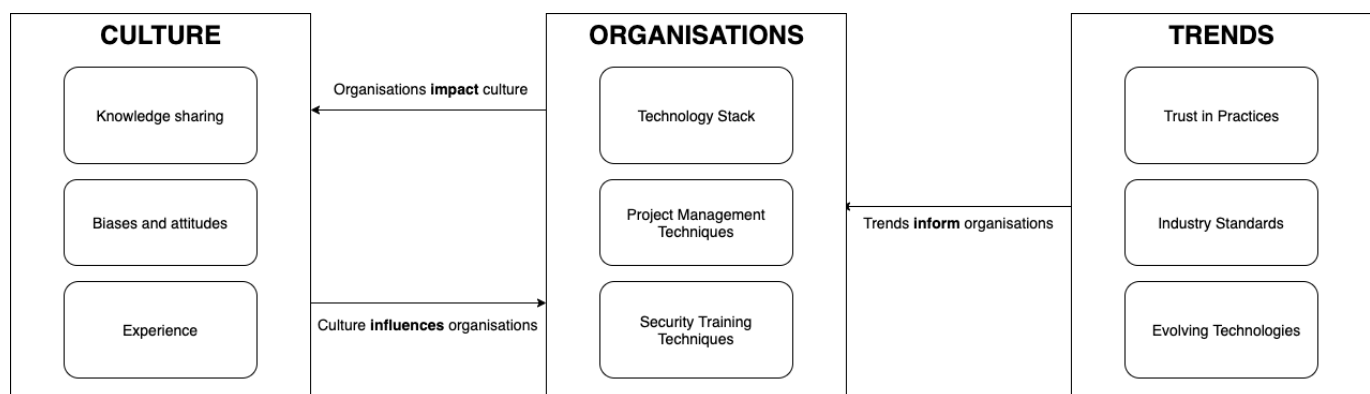 CULTURE
Knowledge sharing
Biases and attitudes
Experience
Organisations impact culture
Culture influences organisations
ORGANISATIONS
Technology Stack
Project Management
Techniques
Security Training
Techniques
Trends inform organisations
TRENDS
Trust in Practices
Industry Standards
Evolving Technologies